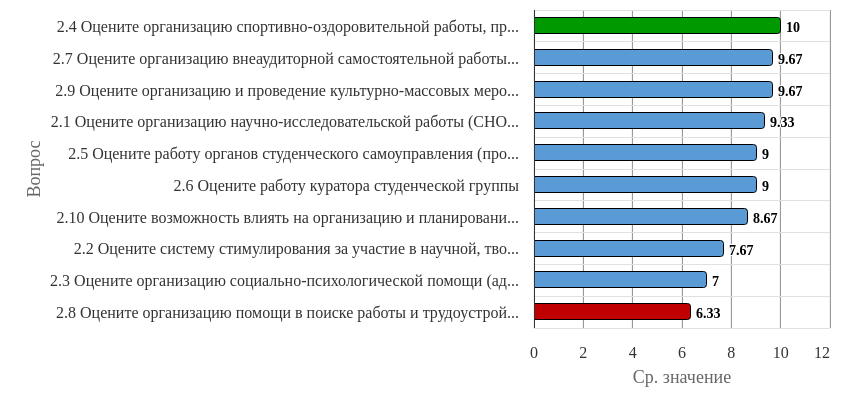 2.4 Оцените организацию спортивно-оздоровительной работы, пр... 10
2.7 Оцените организацию внеаудиторной самостоятельной работы... 9.67
2.9 Оцените организацию и проведение культурно-массовых меро... 9.67
2.1 Оцените организацию научно-исследовательской работы (СНО... 9.33
2.5 Оцените работу органов студенческого самоуправления (про... 9
2.6 Оцените работу куратора студенческой группы 9
2.10 Оцените возможность влиять на организацию и планировани... 8.67
2.2 Оцените систему стимулирования за участие в научной, тво... 7.67
2.3 Оцените организацию социально-психологической помощи (ад... 7
2.8 Оцените организацию помощи в поиске работы и трудоустрой... 6.33
Вопрос
0 2 4 6 8 10 12
Ср. значение